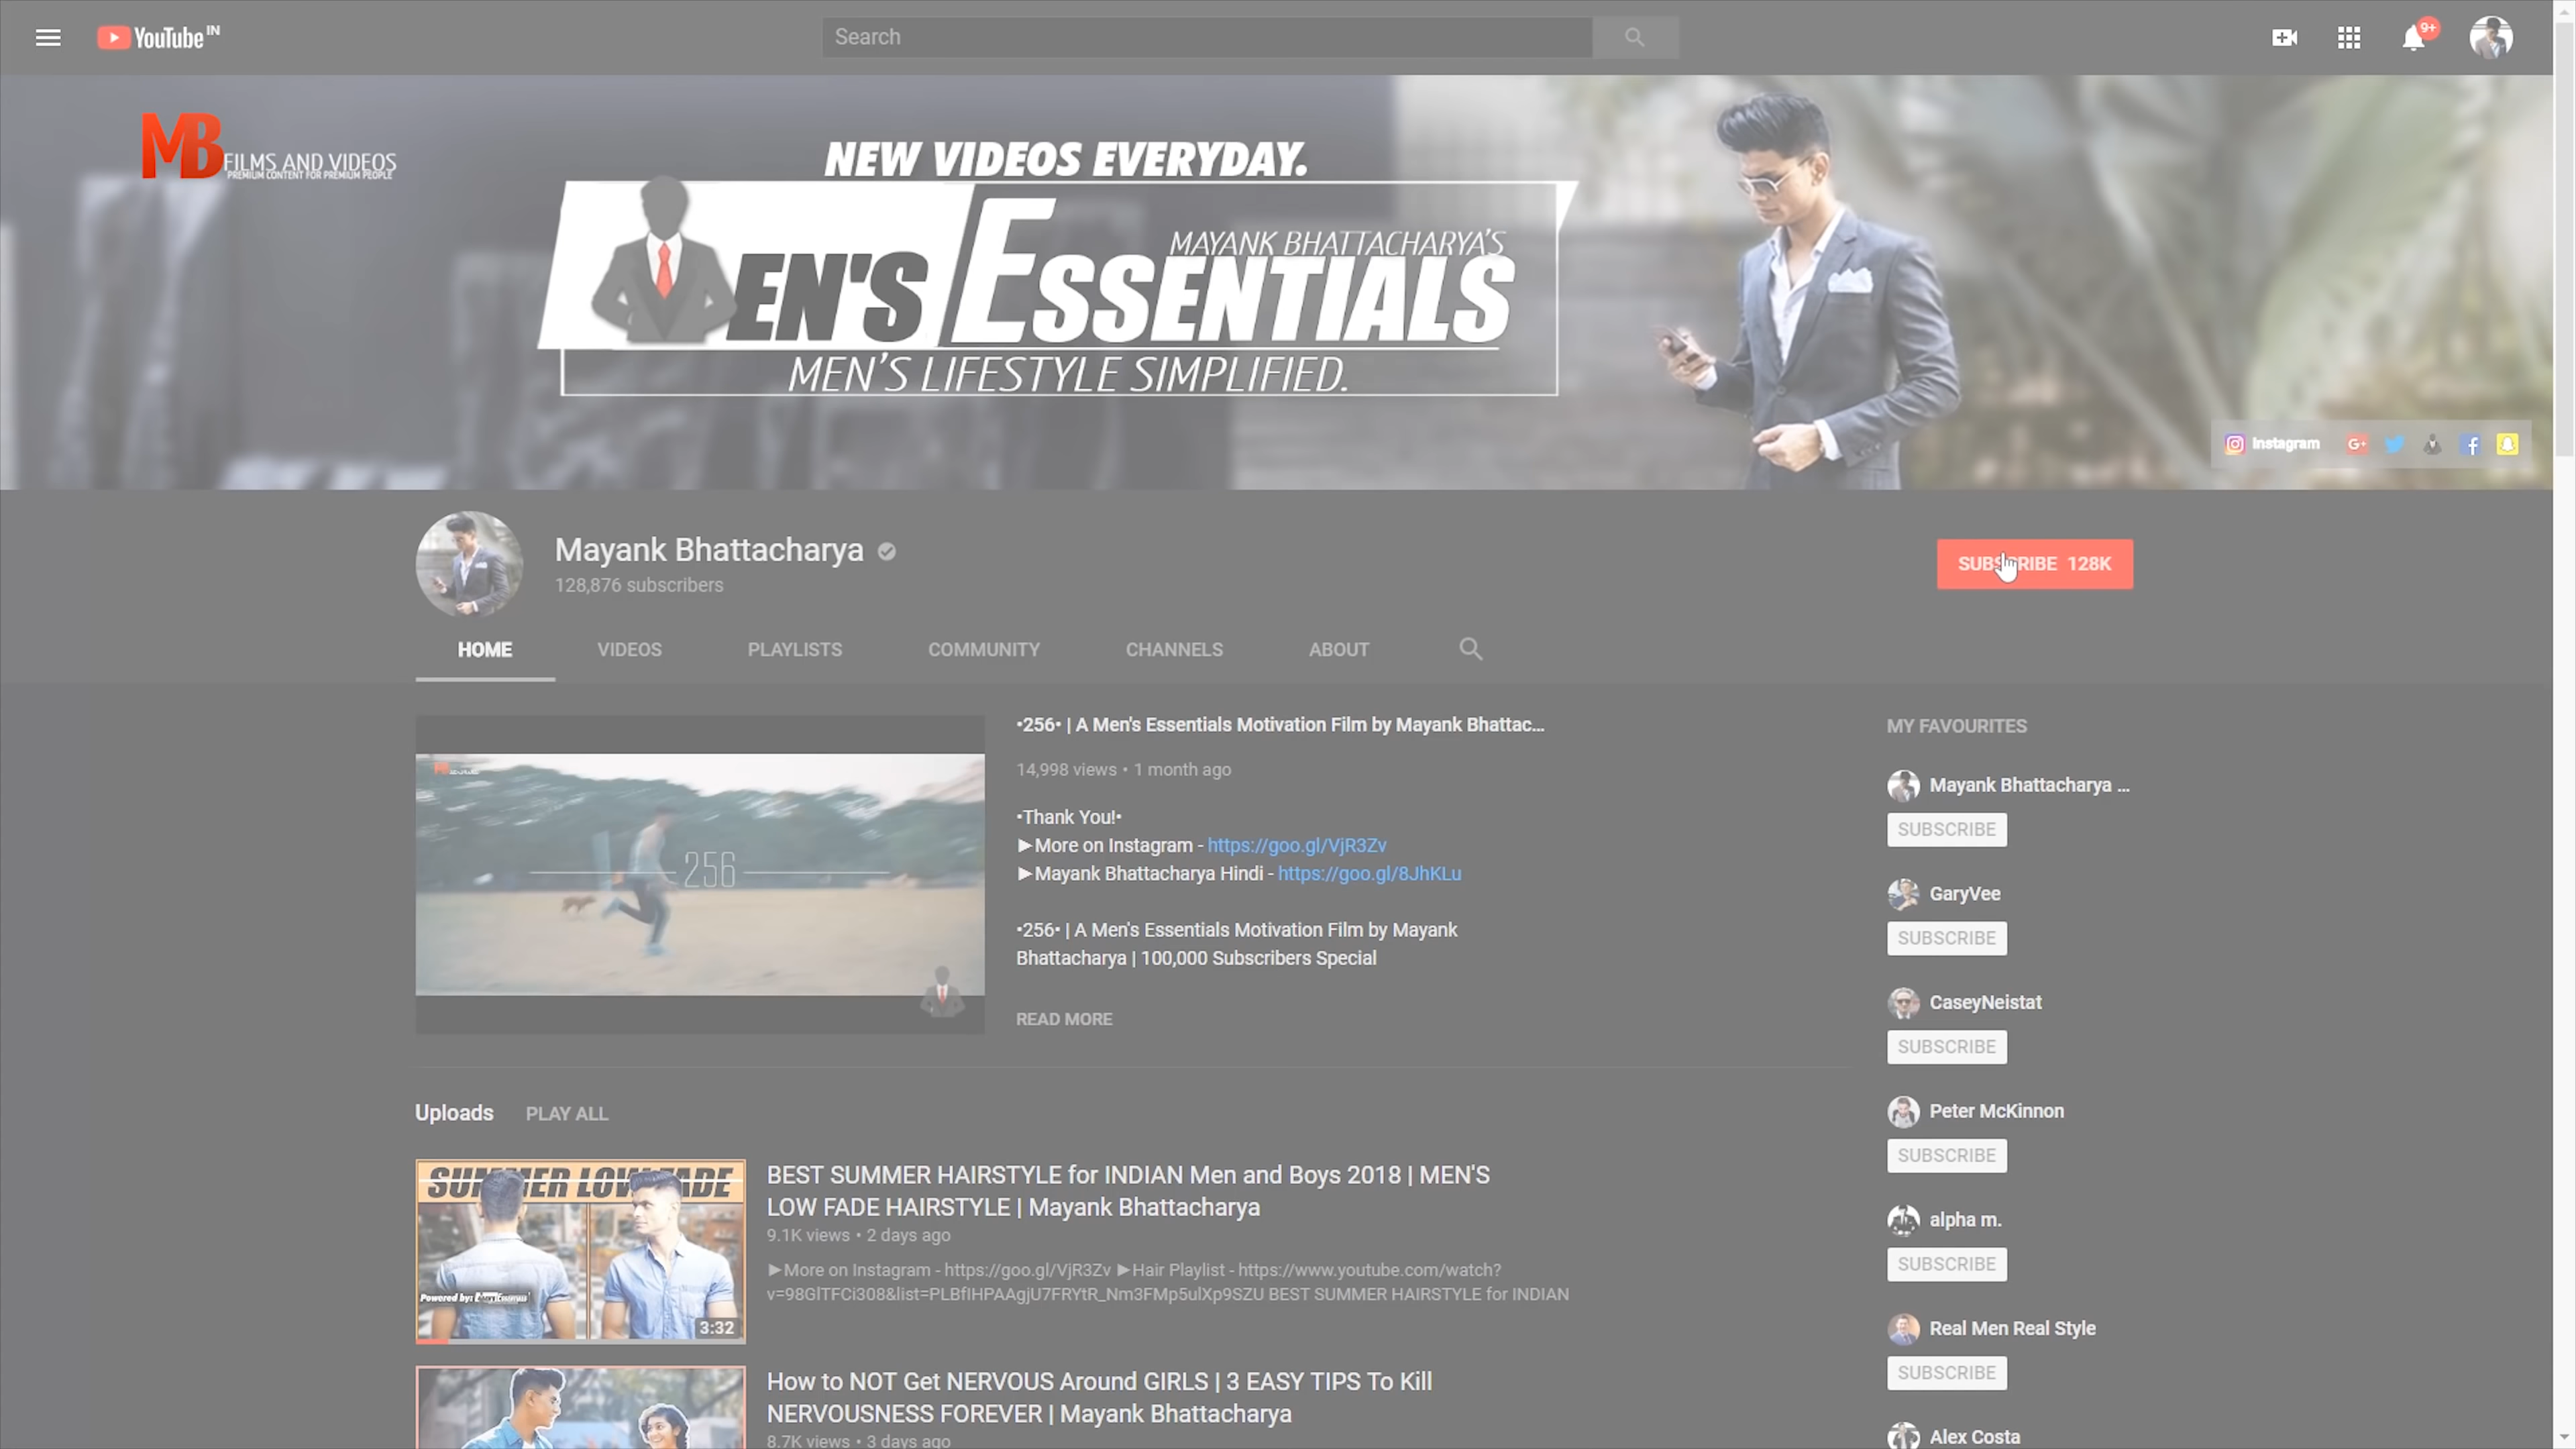 YouTube IN
Search
9+
MB FILMS AND VIDEOS
PREMIUM CONTENT FOR PREMIUM PEOPLE
NEW VIDEOS EVERYDAY.
MAYANK BHATTACHARYA'S
EN'S ESSENTIALS
MEN'S LIFESTYLE SIMPLIFIED.
Instagram
G+
Mayank Bhattacharya
128,876 subscribers
SUBSCRIBE 128K
HOME VIDEOS PLAYLISTS COMMUNITY CHANNELS ABOUT
256
•256• | A Men's Essentials Motivation Film by Mayank Bhattac...
14,998 views • 1 month ago
•Thank You!•
►More on Instagram - https://goo.gl/VjR3Zv
►Mayank Bhattacharya Hindi - https://goo.gl/8JhKLu
•256• | A Men's Essentials Motivation Film by Mayank
Bhattacharya | 100,000 Subscribers Special
READ MORE
MY FAVOURITES
Mayank Bhattacharya ...
SUBSCRIBE
GaryVee
SUBSCRIBE
CaseyNeistat
SUBSCRIBE
Peter McKinnon
SUBSCRIBE
alpha m.
SUBSCRIBE
Real Men Real Style
SUBSCRIBE
Alex Costa
Uploads PLAY ALL
SUMMER LOW FADE
Powered by:
3:32
BEST SUMMER HAIRSTYLE for INDIAN Men and Boys 2018 | MEN'S
LOW FADE HAIRSTYLE | Mayank Bhattacharya
9.1K views • 2 days ago
►More on Instagram - https://goo.gl/VjR3Zv ►Hair Playlist - https://www.youtube.com/watch?
v=98GlTFCi308&list=PLBfIHPAAgjU7FRYtR_Nm3FMp5ulXp9SZU BEST SUMMER HAIRSTYLE for INDIAN
How to NOT Get NERVOUS Around GIRLS | 3 EASY TIPS To Kill
NERVOUSNESS FOREVER | Mayank Bhattacharya
8.7K views • 3 days ago